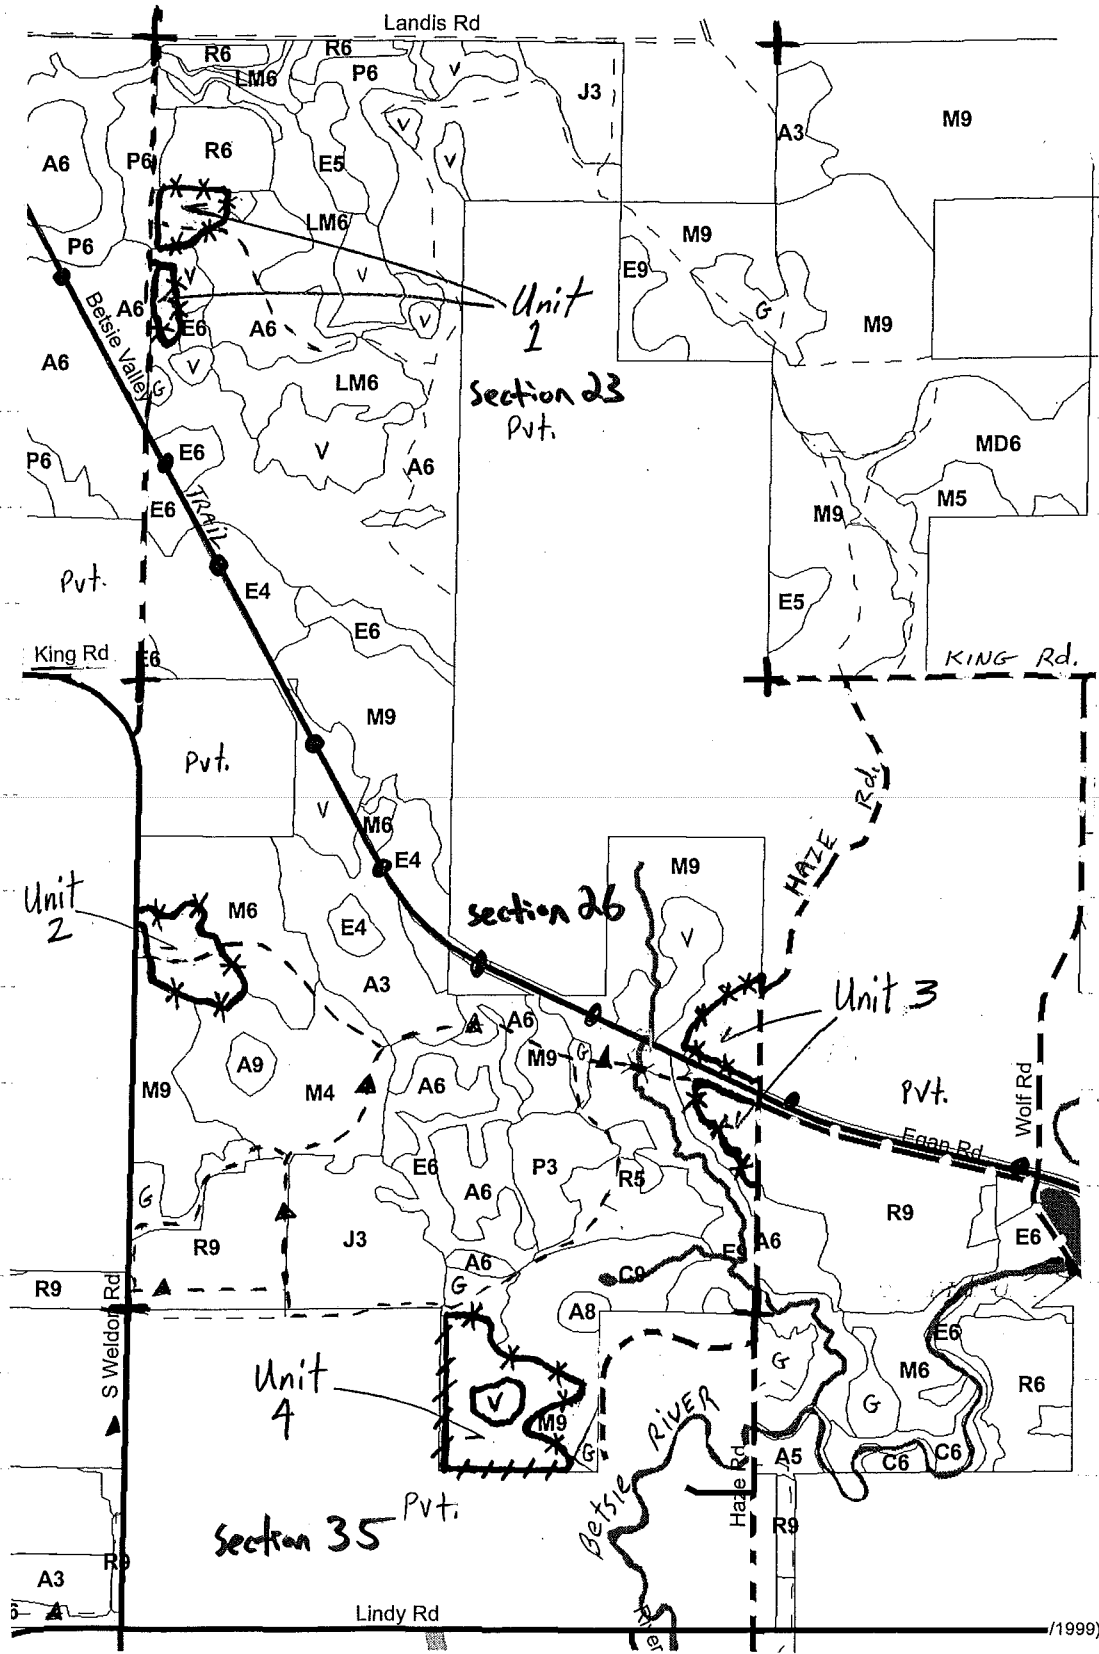 Landis Rd
R6
R6
LM6
P6
V
J3
M9
A3
V
A6
P6
R6
E5
V
LM6
M9
P6
E9
V
V
A6
Betsie Valley
E6
A6
V
Unit
1
G
M9
A6
V
G
LM6
section 23
Pvt.
E6
V
A6
MD6
P6
M5
E6
TRAIL
M9
Pvt.
E4
E5
E6
King Rd
E6
KING Rd.
M9
Pvt.
HAZE Rd.
V
M6
E4
M9
Unit
2
M6
section 26
E4
V
A3
Unit 3
A6
M9
G
A9
M9
M4
A6
Pvt.
Wolf Rd
V
Egan Rd
E6
P3
R5
G
A6
R9
R9
J3
A6
E6
A6
R9
G
C9
S Weldon Rd
A8
E6
G
M6
Unit
4
V
R6
M9
G
G
Betsie RIVER
Haze Rd
A5
C6
C6
Pvt.
section 35
R9
R9
A3
Lindy Rd
River
/1999)